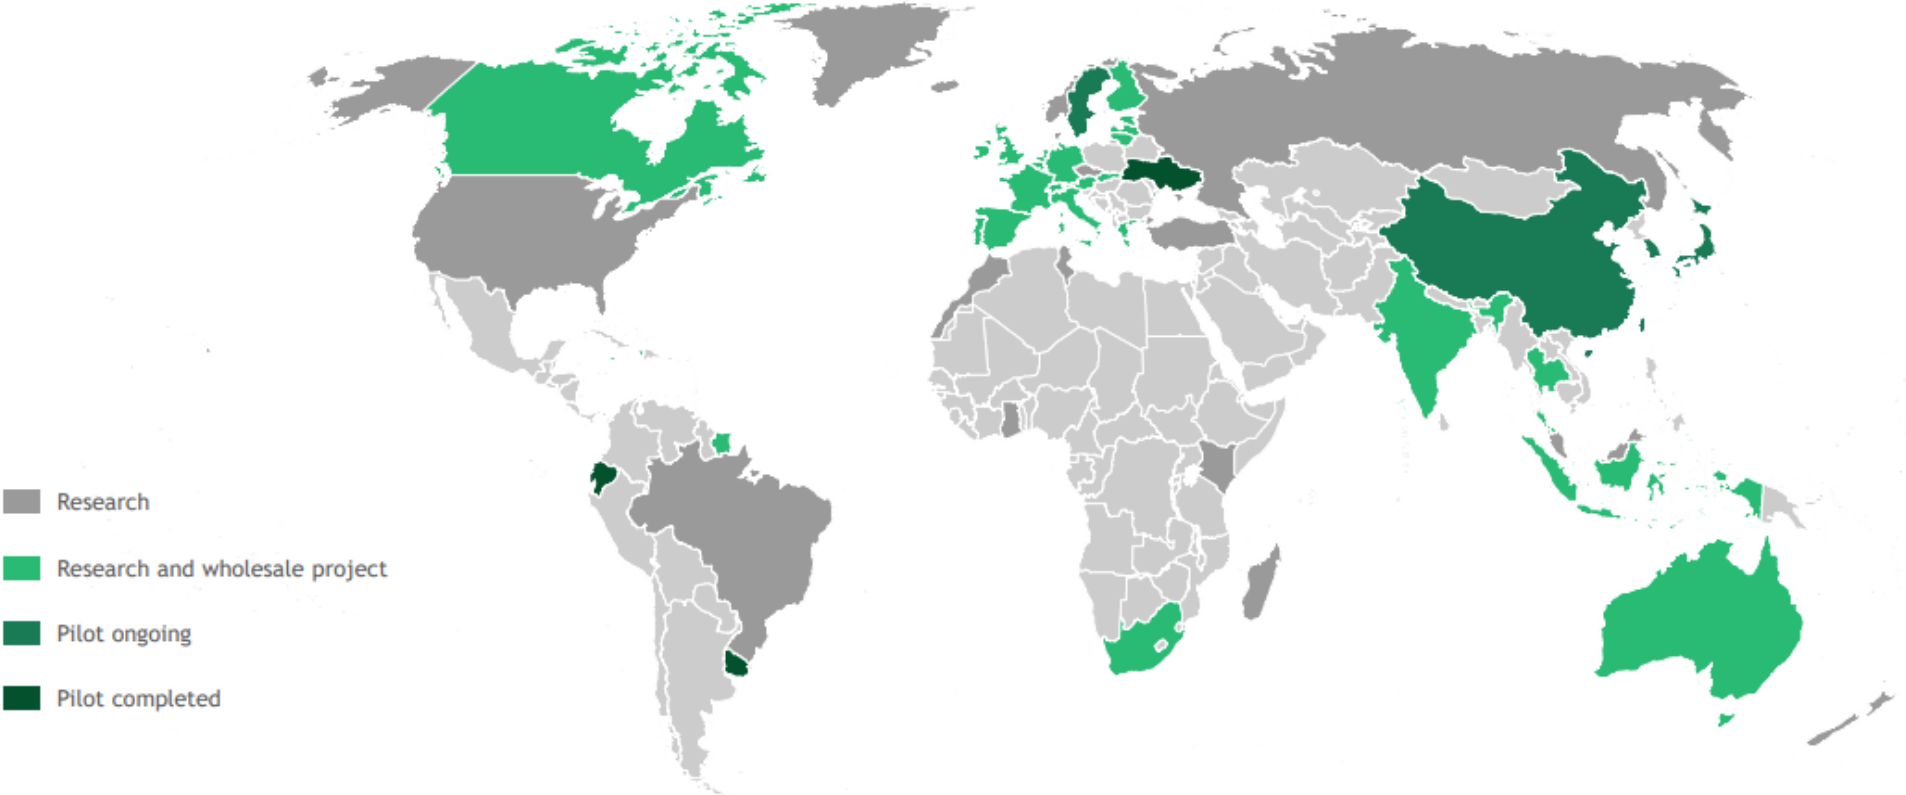 Research
Research and wholesale project
Pilot ongoing
Pilot completed